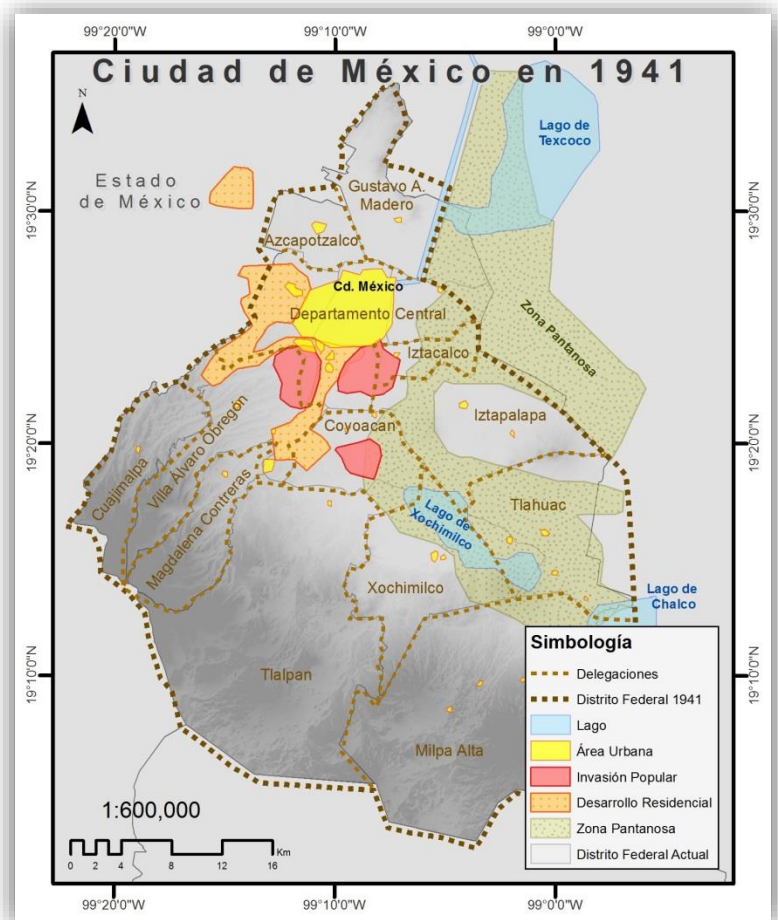 99°20'0"W
99°10'0"W
99°0'0"W
Ciudad de México en 1941
N
Lago de
Texcoco
Estado
de México
Gustavo A.
Madero
19°30'0"N
19°30'0"N
Azcapotzalco
Cd. México
Departamento Central
Zona Pantanosa
Iztacalco
Iztapalapa
19°20'0"N
19°20'0"N
Coyoacan
Cuajimalpa
Villa Álvaro Obregón
Magdalena Contreras
Tlahuac
Lago de
Xochimilco
Xochimilco
Lago de
Chalco
Tlalpan
19°10'0"N
19°10'0"N
Milpa Alta
Simbología
Delegaciones
Distrito Federal 1941
Lago
Área Urbana
Invasión Popular
Desarrollo Residencial
Zona Pantanosa
Distrito Federal Actual
1:600,000
Km
0 2 4 8 12 16
99°20'0"W
99°10'0"W
99°0'0"W